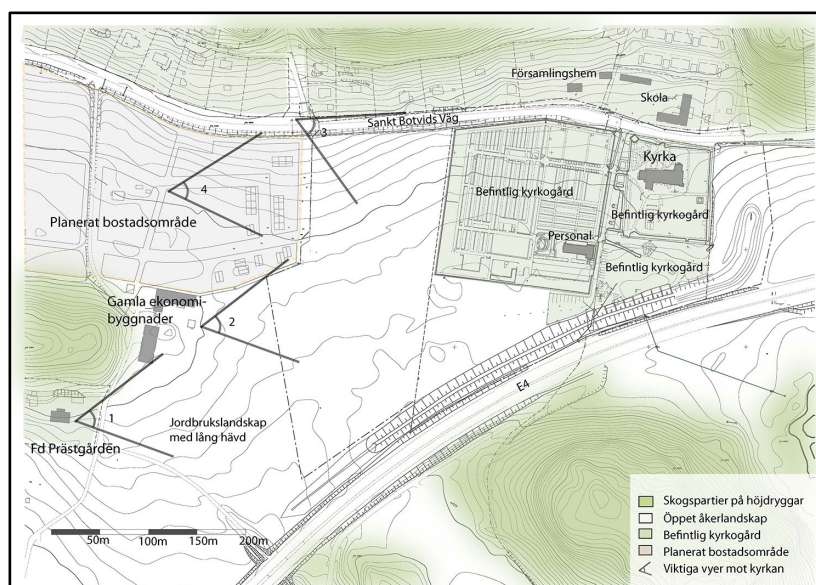 Församlingshem
Skola
Sankt Botvids Väg
3
Kyrka
4
Befintlig kyrkogård
Befintlig kyrkogård
Planerat bostadsområde
Personal
Befintlig kyrkogård
Gamla ekonomi-
byggnader
2
E4
1
Jordbrukslandskap
med lång hävd
Fd Prästgården
50m 100m 150m 200m
Skogspartier på höjdryggar
Öppet åkerlandskap
Befintlig kyrkogård
Planerat bostadsområde
Viktiga vyer mot kyrkan